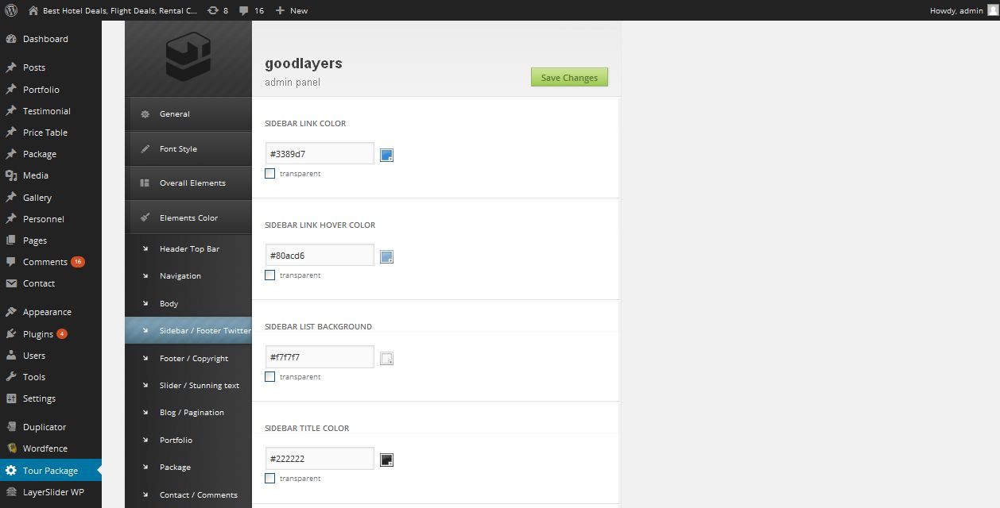 Best Hotel Deals, Flight Deals, Rental C... 8 16 New Howdy, admin
Dashboard
Posts
Portfolio
Testimonial
Price Table
Package
Media
Gallery
Personnel
Pages
Comments 16
Contact
Appearance
Plugins 4
Users
Tools
Settings
Duplicator
Wordfence
Tour Package
LayerSlider WP
General
Font Style
Overall Elements
Elements Color
Header Top Bar
Navigation
Body
Sidebar / Footer Twitter
Footer / Copyright
Slider / Stunning text
Blog / Pagination
Portfolio
Package
Contact / Comments
goodlayers
admin panel
Save Changes
SIDEBAR LINK COLOR
#3389d7
transparent
SIDEBAR LINK HOVER COLOR
#80acd6
transparent
SIDEBAR LIST BACKGROUND
#f7f7f7
transparent
SIDEBAR TITLE COLOR
#222222
transparent